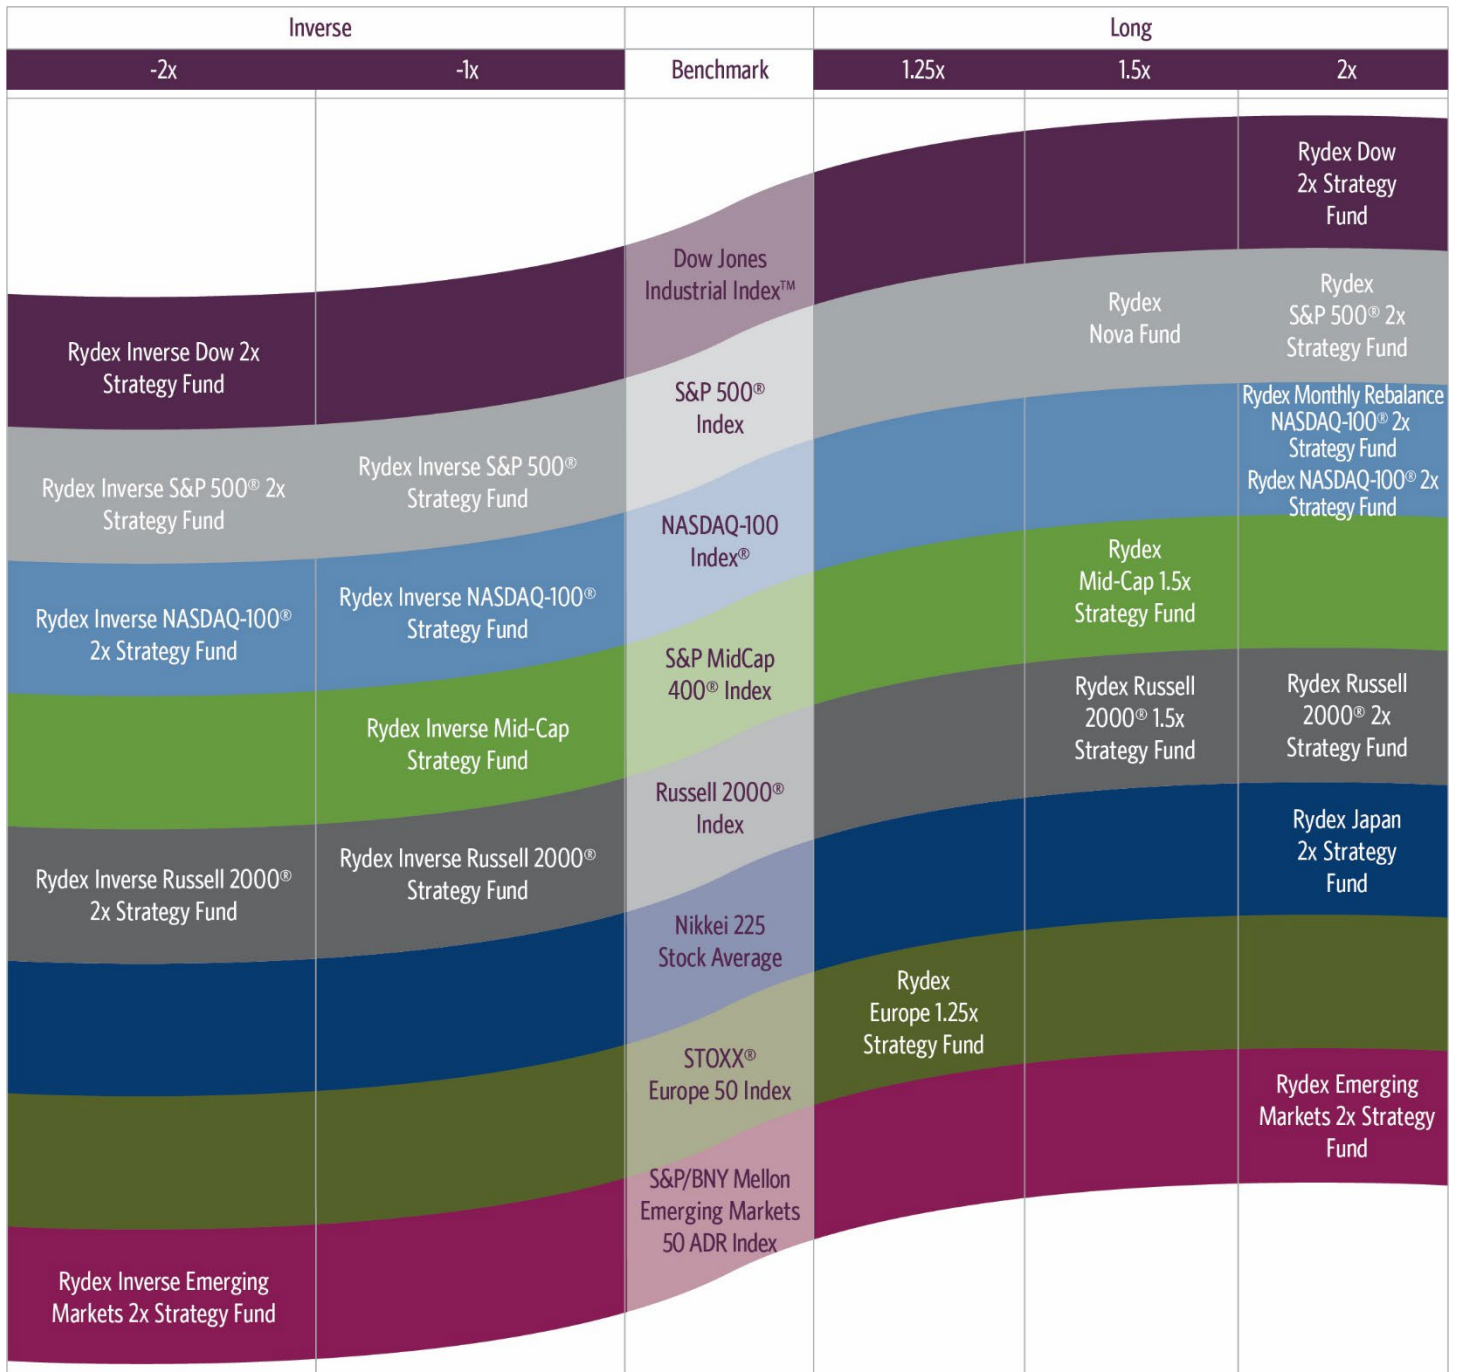 Inverse
Long
-2x
-1x
Benchmark
1.25x
1.5x
2x
Rydex Dow
2x Strategy
Fund
Dow Jones
Industrial Index™
Rydex Inverse Dow 2x
Strategy Fund
Rydex
Nova Fund
Rydex
S&P 500® 2x
Strategy Fund
S&P 500®
Index
Rydex Inverse S&P 500® 2x
Strategy Fund
Rydex Inverse S&P 500®
Strategy Fund
Rydex Monthly Rebalance
NASDAQ-100® 2x
Strategy Fund
Rydex NASDAQ-100® 2x
Strategy Fund
NASDAQ-100
Index®
Rydex Inverse NASDAQ-100®
2x Strategy Fund
Rydex Inverse NASDAQ-100®
Strategy Fund
Rydex
Mid-Cap 1.5x
Strategy Fund
S&P MidCap
400® Index
Rydex Inverse Mid-Cap
Strategy Fund
Rydex Russell
2000® 1.5x
Strategy Fund
Rydex Russell
2000® 2x
Strategy Fund
Russell 2000®
Index
Rydex Inverse Russell 2000®
2x Strategy Fund
Rydex Inverse Russell 2000®
Strategy Fund
Rydex Japan
2x Strategy
Fund
Nikkei 225
Stock Average
Rydex
Europe 1.25x
Strategy Fund
STOXX®
Europe 50 Index
Rydex Emerging
Markets 2x Strategy
Fund
S&P/BNY Mellon
Emerging Markets
50 ADR Index
Rydex Inverse Emerging
Markets 2x Strategy Fund